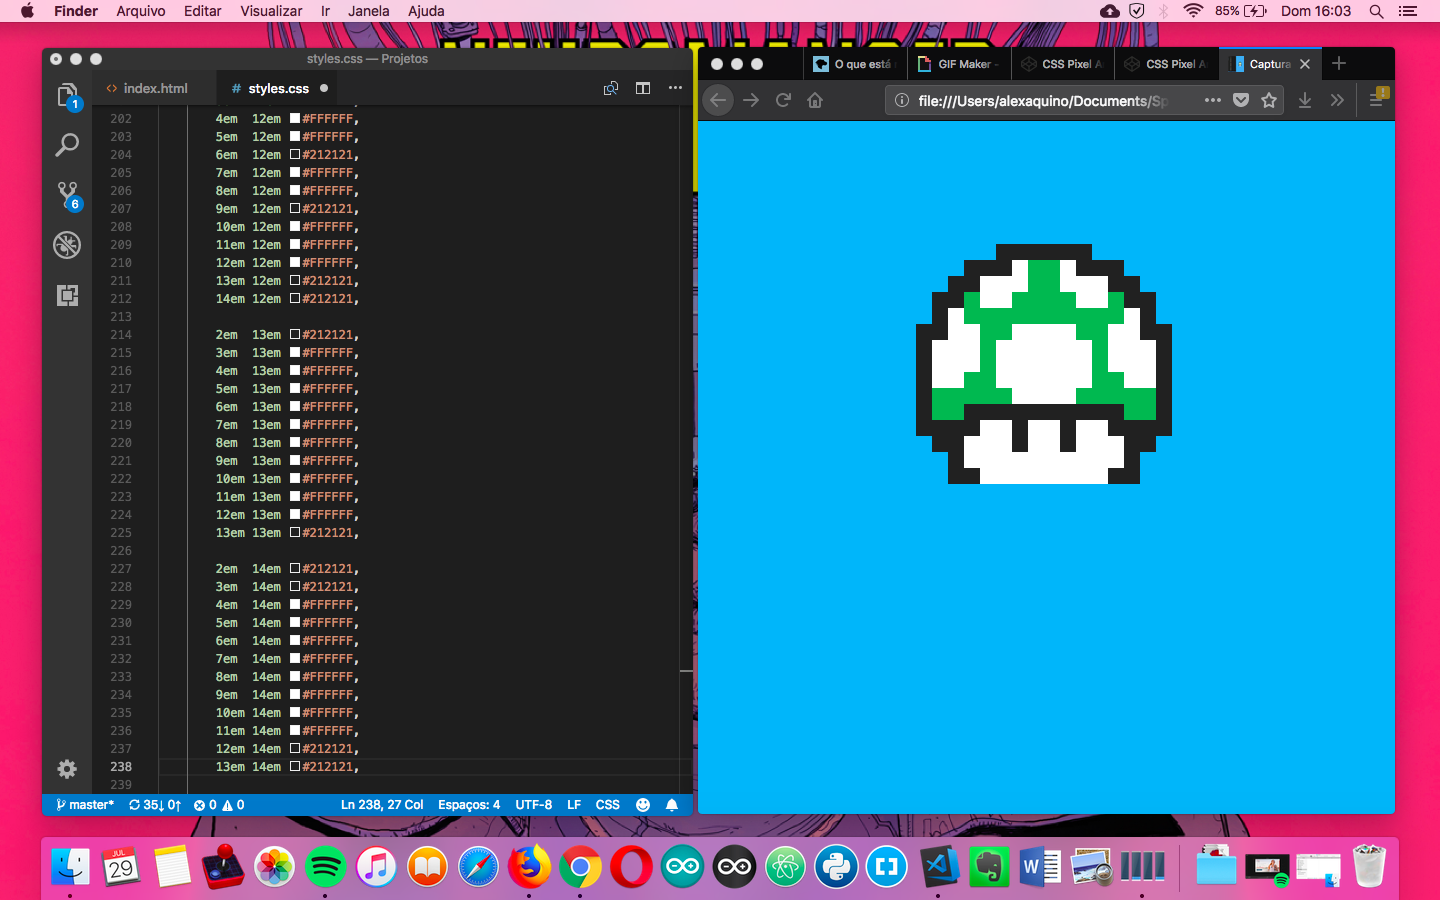 Finder Arquivo Editar Visualizar Ir Janela Ajuda 85% Dom 16:03
styles.css — Projetos
index.html # styles.css
1
6
202 4em 12em #FFFFFF,
203 5em 12em #FFFFFF,
204 6em 12em #212121,
205 7em 12em #FFFFFF,
206 8em 12em #FFFFFF,
207 9em 12em #212121,
208 10em 12em #FFFFFF,
209 11em 12em #FFFFFF,
210 12em 12em #FFFFFF,
211 13em 12em #212121,
212 14em 12em #212121,
213
214 2em 13em #212121,
215 3em 13em #FFFFFF,
216 4em 13em #FFFFFF,
217 5em 13em #FFFFFF,
218 6em 13em #FFFFFF,
219 7em 13em #FFFFFF,
220 8em 13em #FFFFFF,
221 9em 13em #FFFFFF,
222 10em 13em #FFFFFF,
223 11em 13em #FFFFFF,
224 12em 13em #FFFFFF,
225 13em 13em #212121,
226
227 2em 14em #212121,
228 3em 14em #212121,
229 4em 14em #FFFFFF,
230 5em 14em #FFFFFF,
231 6em 14em #FFFFFF,
232 7em 14em #FFFFFF,
233 8em 14em #FFFFFF,
234 9em 14em #FFFFFF,
235 10em 14em #FFFFFF,
236 11em 14em #FFFFFF,
237 12em 14em #212121,
238 13em 14em #212121,
239
master* 35↓ 0↑ 0 0 Ln 238, 27 Col Espaços: 4 UTF-8 LF CSS
O que está GIF Maker - CSS Pixel A CSS Pixel A Captura
file:///Users/alexaquino/Documents/Sp
JUL
29